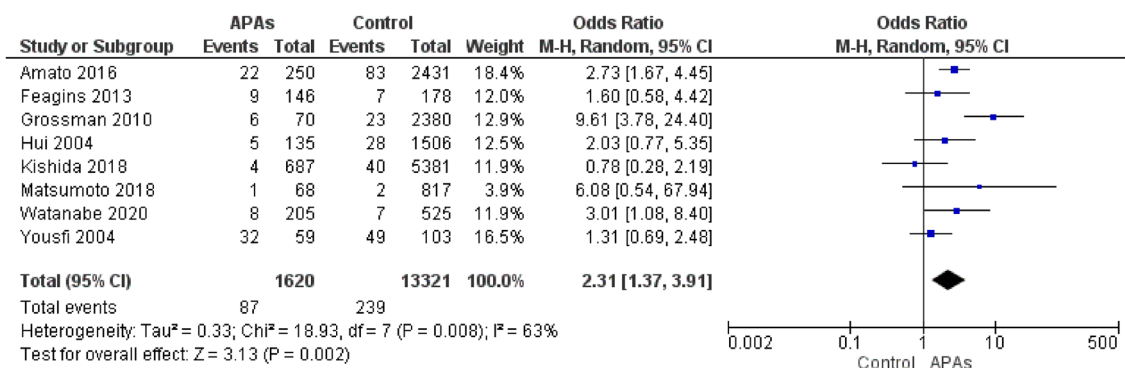 APAs Control Odds Ratio Odds Ratio
Study or Subgroup Events Total Events Total Weight M-H, Random, 95% CI M-H, Random, 95% CI
Amato 2016 22 250 83 2431 18.4% 2.73 [1.67, 4.45]
Feagins 2013 9 146 7 178 12.0% 1.60 [0.58, 4.42]
Grossman 2010 6 70 23 2380 12.9% 9.61 [3.78, 24.40]
Hui 2004 5 135 28 1506 12.5% 2.03 [0.77, 5.35]
Kishida 2018 4 687 40 5381 11.9% 0.78 [0.28, 2.19]
Matsumoto 2018 1 68 2 817 3.9% 6.08 [0.54, 67.94]
Watanabe 2020 8 205 7 525 11.9% 3.01 [1.08, 8.40]
Yousfi 2004 32 59 49 103 16.5% 1.31 [0.69, 2.48]
Total (95% CI) 1620 13321 100.0% 2.31 [1.37, 3.91]
Total events 87 239
Heterogeneity: Tau² = 0.33; Chi² = 18.93, df = 7 (P = 0.008); I² = 63%
Test for overall effect: Z = 3.13 (P = 0.002)
0.002 0.1 1 10 500
Control APAs